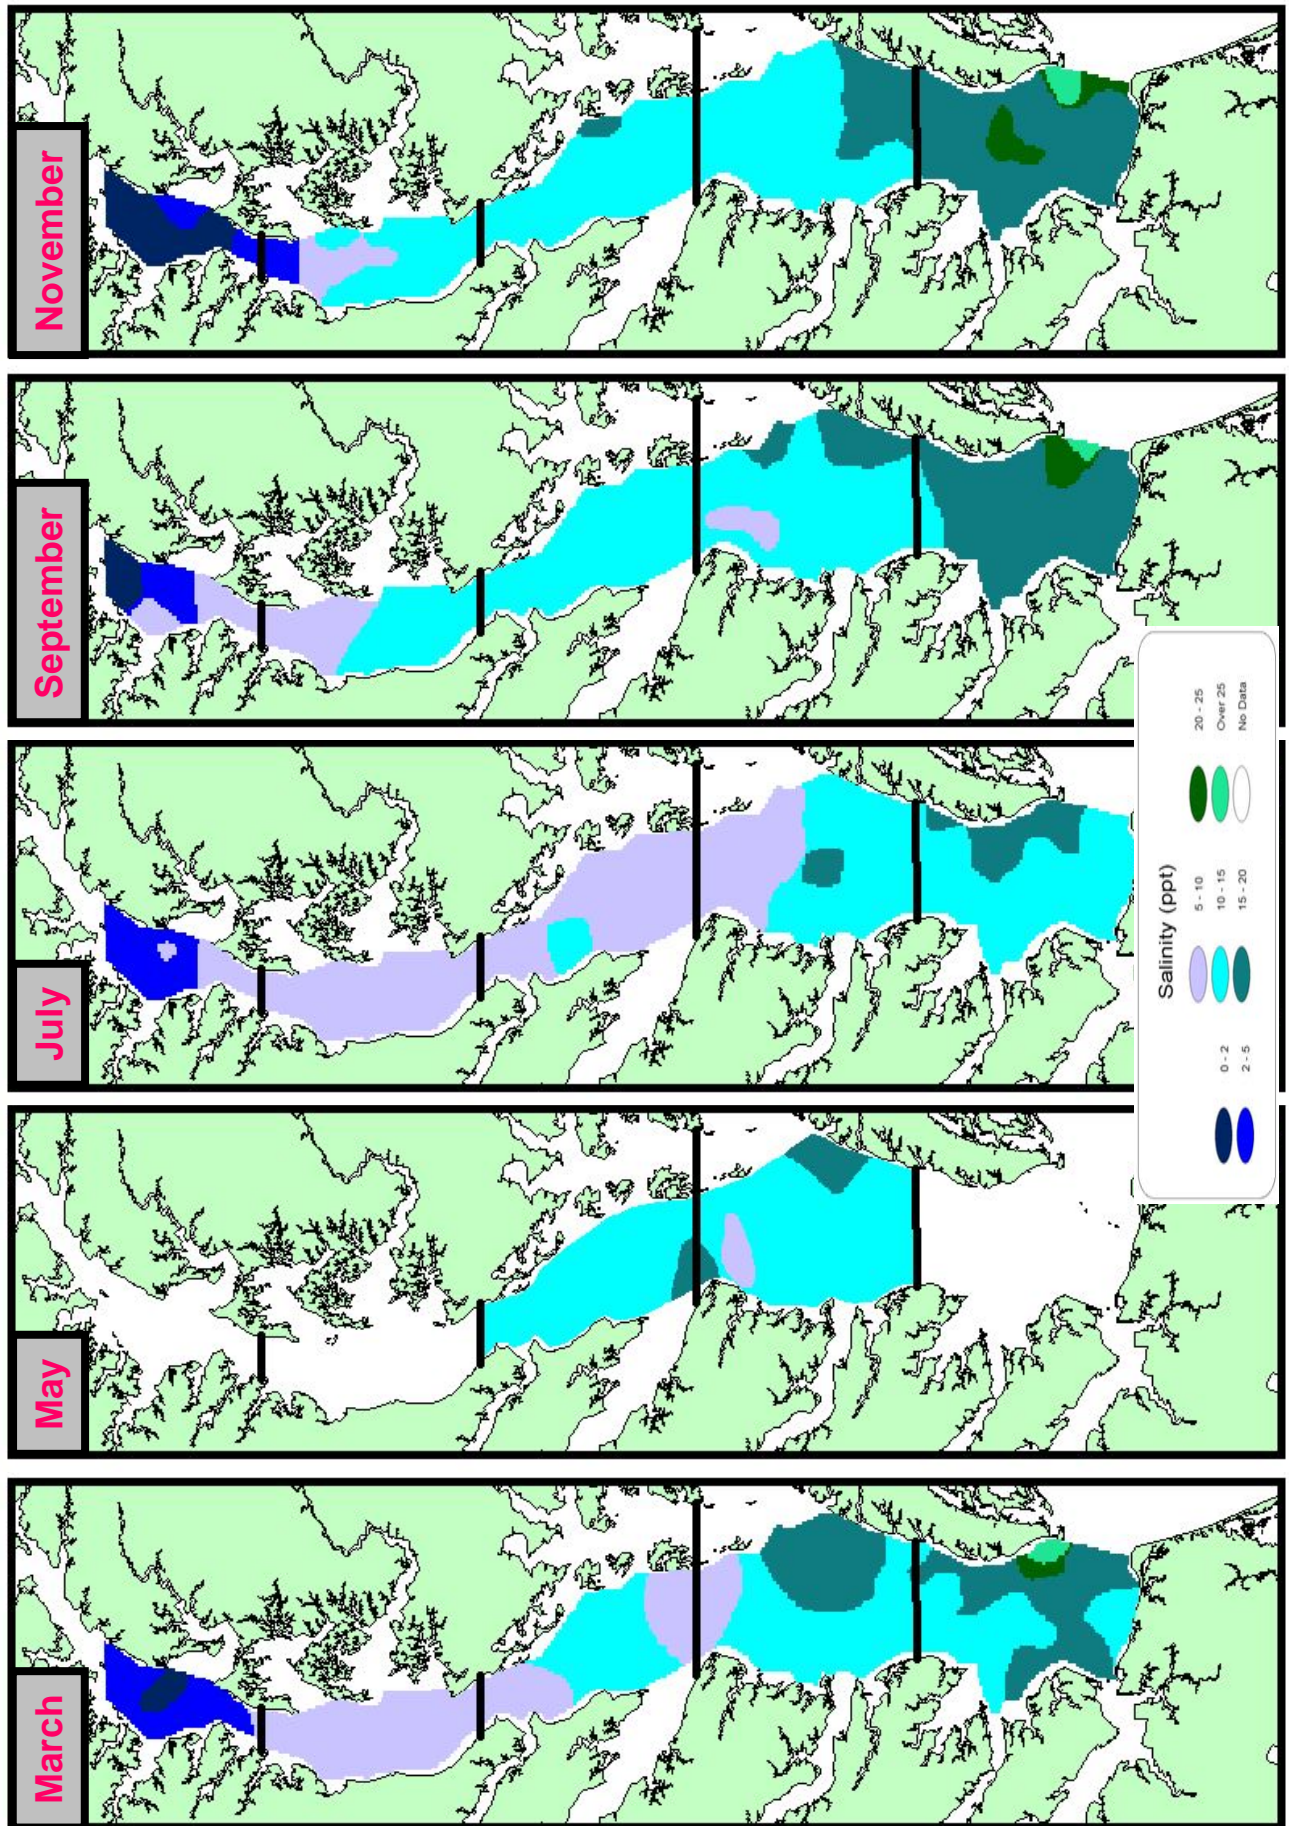 March
May
July
September
November
Salinity (ppt)
0 - 2
2 - 5
5 - 10
10 - 15
15 - 20
20 - 25
Over 25
No Data